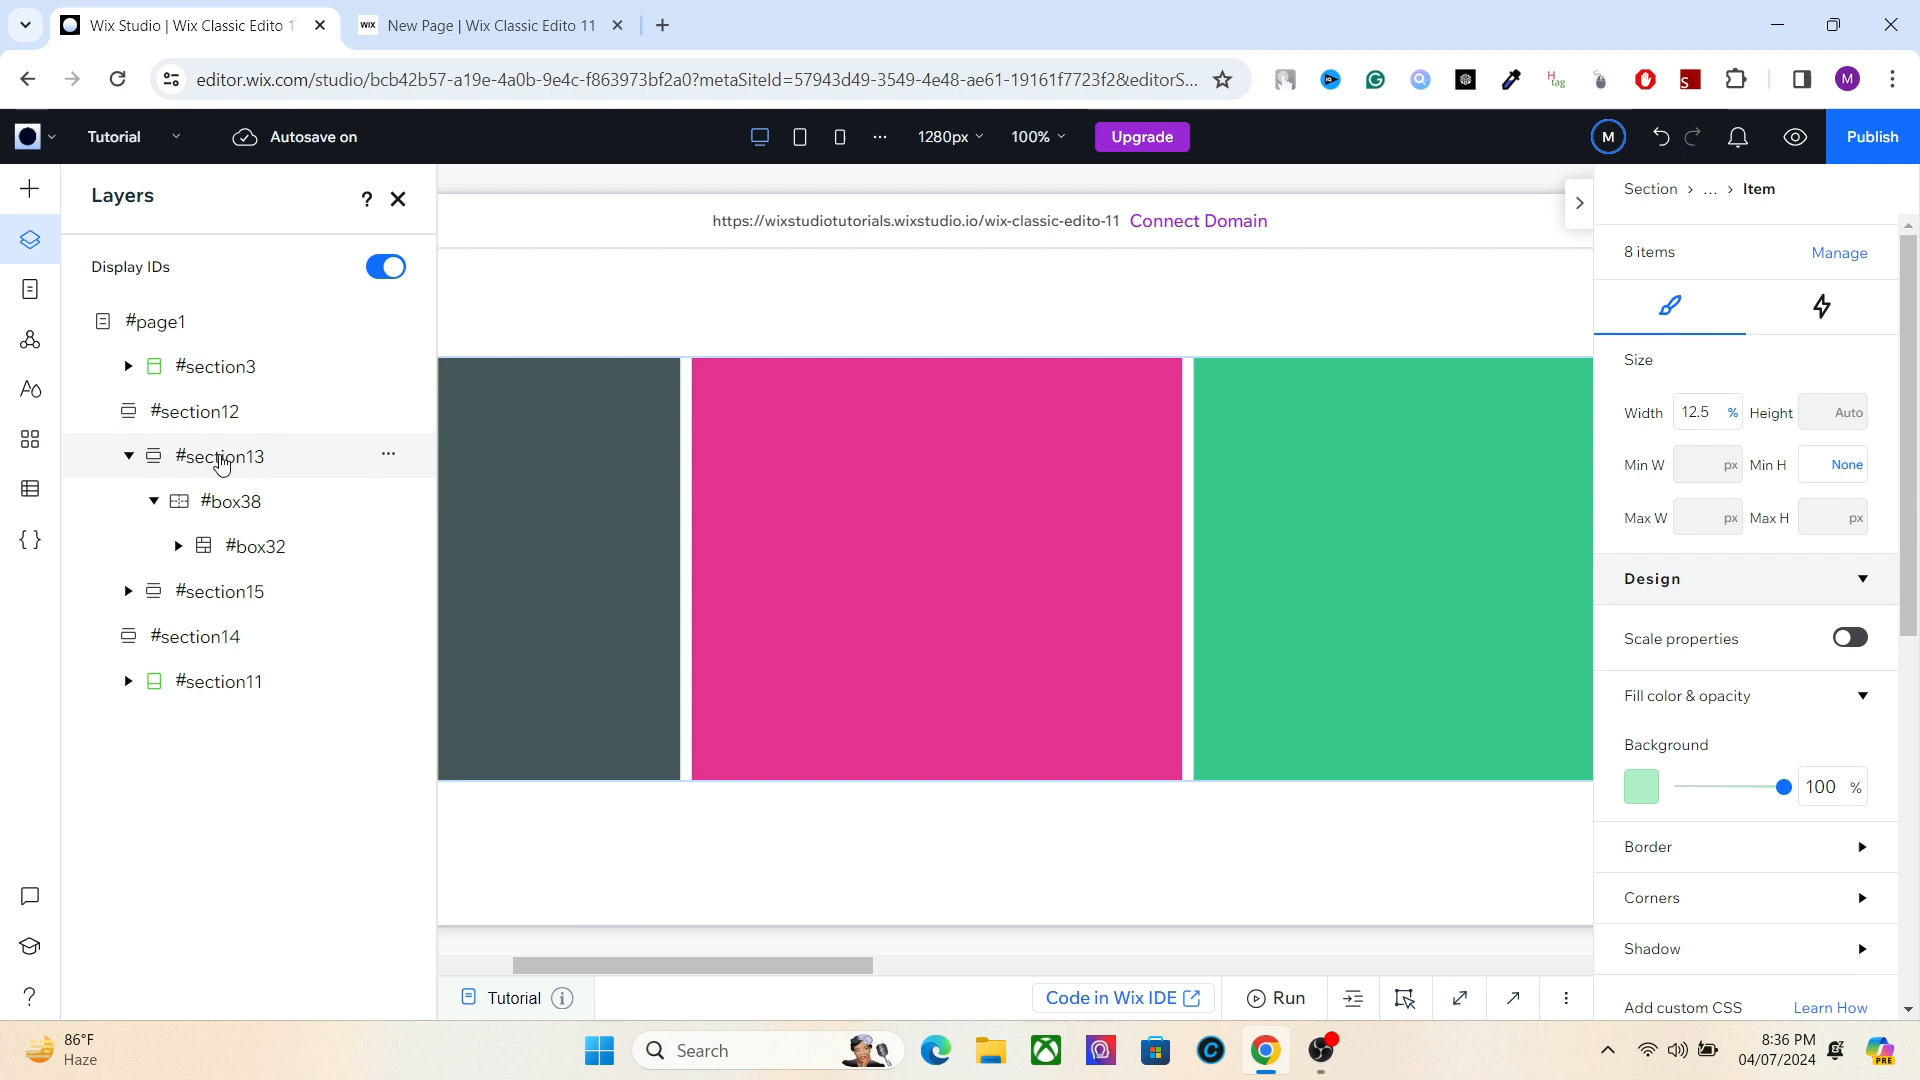 Wix Studio | Wix Classic Edito 1
WIX New Page | Wix Classic Edito 11
editor.wix.com/studio/bcb42b57-a19e-4a0b-9e4c-f863973bf2a0?metaSiteId=57943d49-3549-4e48-ae61-19161f7723f2&editorS...
H tag
S
M
Tutorial
Autosave on
1280px
100%
Upgrade
M
Publish
Layers
?
Display IDs
#page1
#section3
#section12
#section13
#box38
#box32
#section15
#section14
#section11
?
https://wixstudiotutorials.wixstudio.io/wix-classic-edito-11 Connect Domain
Section > ... > Item
8 items
Manage
Size
Width 12.5 % Height Auto
Min W px Min H None
Max W px Max H px
Design
Scale properties
Fill color & opacity
Background
100 %
Border
Corners
Shadow
Add custom CSS Learn How
Tutorial
Code in Wix IDE
Run
86°F
Haze
Search
8:36 PM
04/07/2024
PRE